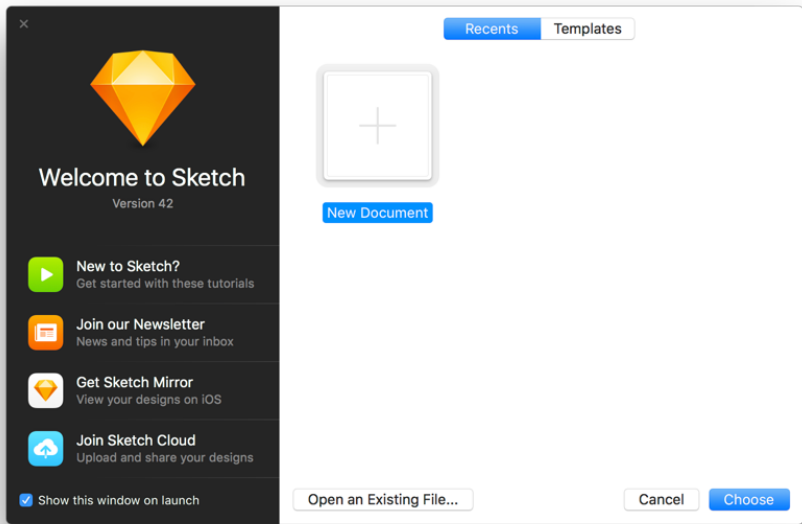 Recents
Templates
Welcome to Sketch
Version 42
New Document
New to Sketch?
Get started with these tutorials
Join our Newsletter
News and tips in your inbox
Get Sketch Mirror
View your designs on iOS
Join Sketch Cloud
Upload and share your designs
Show this window on launch
Open an Existing File...
Cancel
Choose